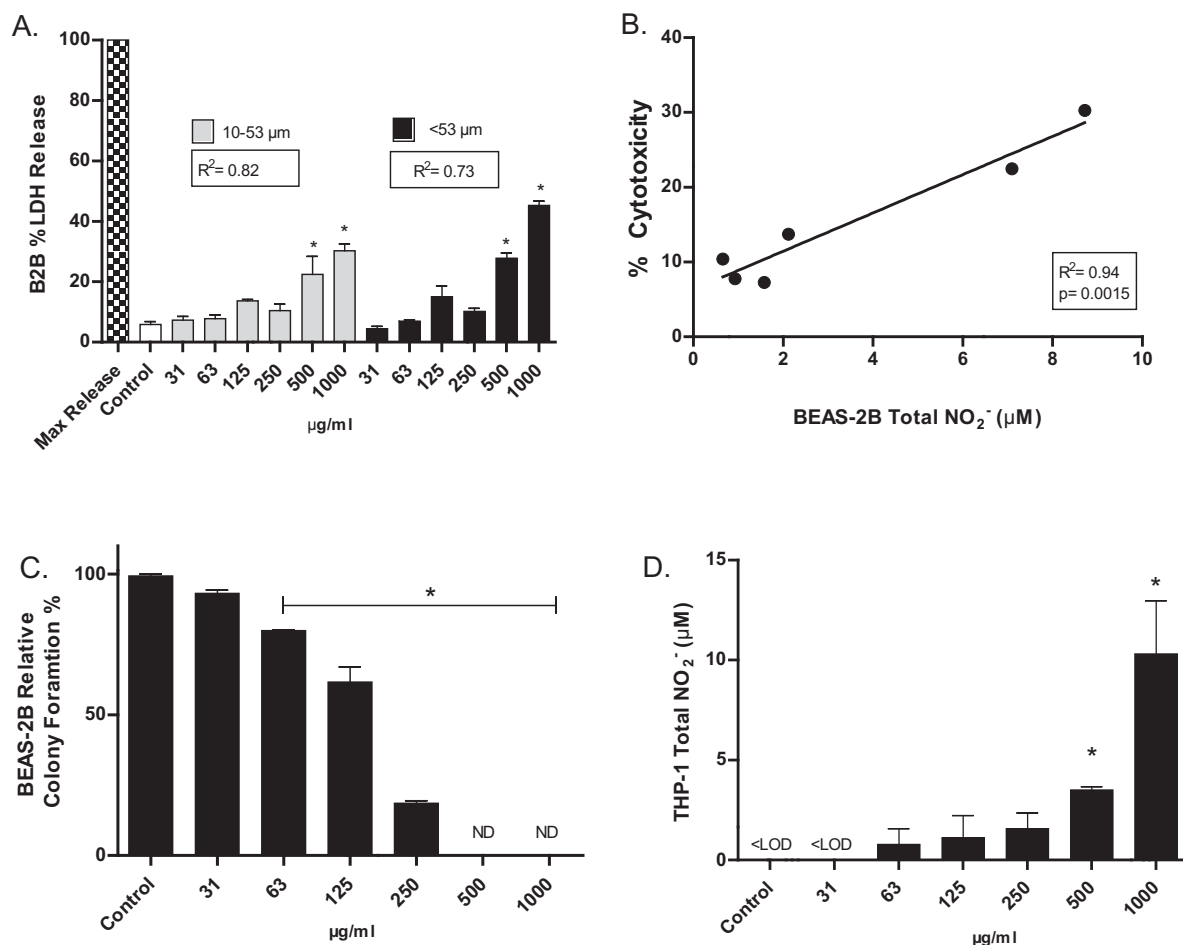 A.
100
80
60
40
20
0
B2B % LDH Release
10-53 µm
R²= 0.82
<53 µm
R²= 0.73
*
*
*
*
Max Release
Control
31
63
125
250
500
1000
31
63
125
250
500
1000
µg/ml
B.
40
30
20
10
0
% Cytotoxicity
R²= 0.94
p= 0.0015
0
2
4
6
8
10
BEAS-2B Total NO₂⁻ (µM)
C.
100
50
0
BEAS-2B Relative
Colony Foramtion %
*
ND
ND
Control
31
63
125
250
500
1000
µg/ml
D.
15
10
5
0
THP-1 Total NO₂⁻ (µM)
<LOD
<LOD
*
*
Control
31
63
125
250
500
1000
µg/ml